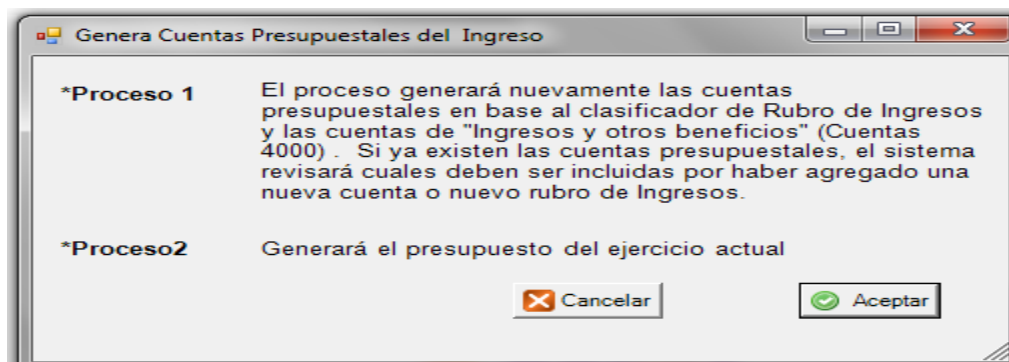 Genera Cuentas Presupuestales del Ingreso
*Proceso 1
El proceso generará nuevamente las cuentas
presupuestales en base al clasificador de Rubro de Ingresos
y las cuentas de "Ingresos y otros beneficios" (Cuentas
4000) . Si ya existen las cuentas presupuestales, el sistema
revisará cuales deben ser incluidas por haber agregado una
nueva cuenta o nuevo rubro de Ingresos.
*Proceso2
Generará el presupuesto del ejercicio actual
Cancelar
Aceptar